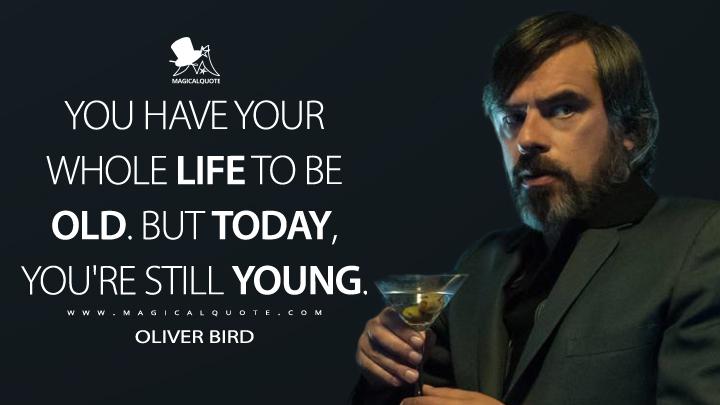 MAGICALQUOTE
YOU HAVE YOUR
WHOLE LIFE TO BE
OLD. BUT TODAY,
YOU'RE STILL YOUNG.
WWW.MAGICALQUOTE.COM
OLIVER BIRD